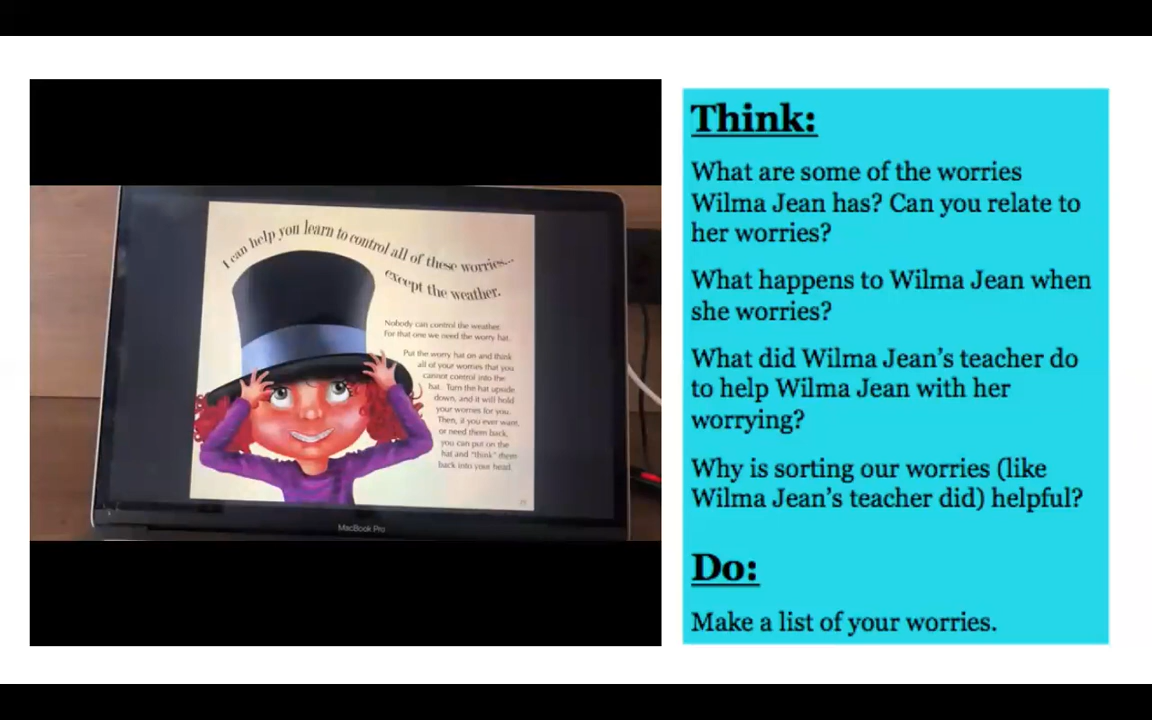 I can help you learn to control all of these worries...
except the weather.
Nobody can control the weather.
For that one we need the worry hat.
Put the worry hat on and think
all of your worries that you
cannot control into the
hat. Turn the hat upside
down, and it will hold
your worries for you.
Then, if you ever want
or need them back,
you can put on the
hat and "think" them
back into your head.
MacBook Pro
Think:
What are some of the worries
Wilma Jean has? Can you relate to
her worries?
What happens to Wilma Jean when
she worries?
What did Wilma Jean's teacher do
to help Wilma Jean with her
worrying?
Why is sorting our worries (like
Wilma Jean's teacher did) helpful?
Do:
Make a list of your worries.